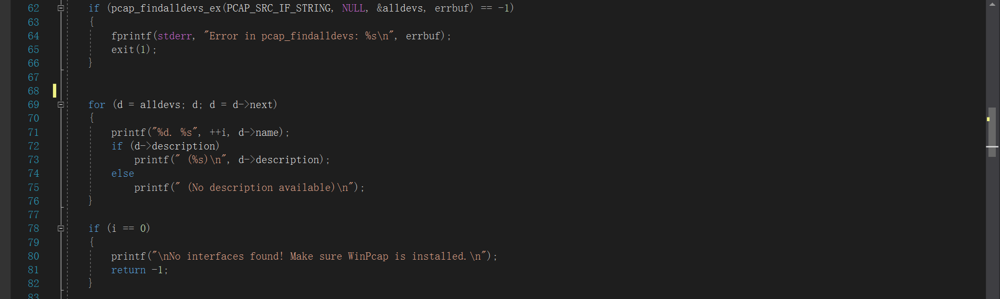 62 if (pcap_findalldevs_ex(PCAP_SRC_IF_STRING, NULL, &alldevs, errbuf) == -1)
63 {
64 fprintf(stderr, "Error in pcap_findalldevs: %s\n", errbuf);
65 exit(1);
66 }
67
68
69 for (d = alldevs; d; d = d->next)
70 {
71 printf("%d. %s", ++i, d->name);
72 if (d->description)
73 printf(" (%s)\n", d->description);
74 else
75 printf(" (No description available)\n");
76 }
77
78 if (i == 0)
79 {
80 printf("\nNo interfaces found! Make sure WinPcap is installed.\n");
81 return -1;
82 }
83